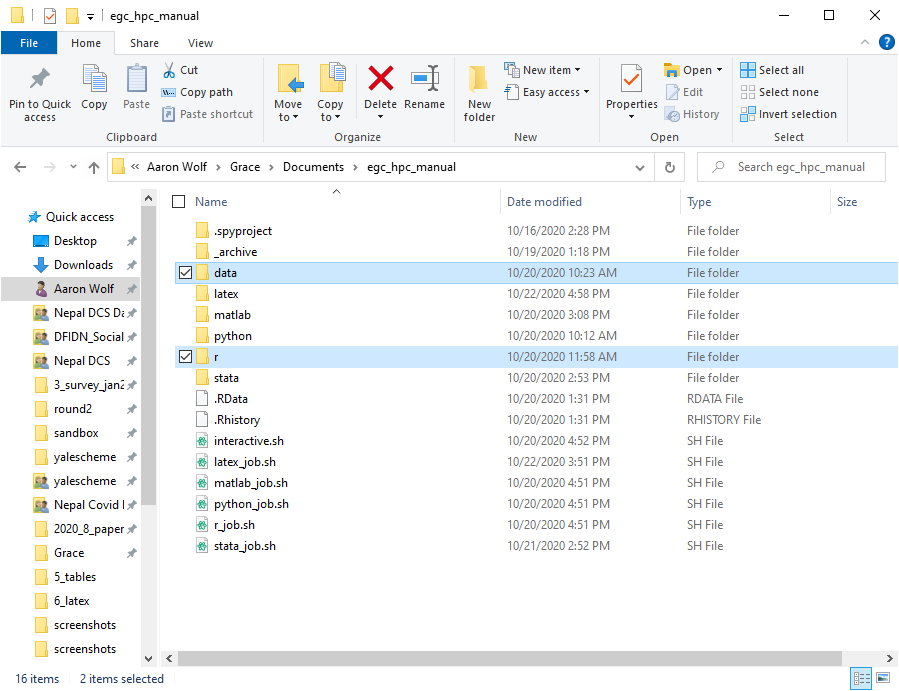 egc_hpc_manual
File Home Share View
Pin to Quick access
Copy
Paste
Cut
Copy path
Paste shortcut
Clipboard
Move to
Copy to
Delete
Rename
Organize
New folder
New item
Easy access
New
Properties
Open
Edit
History
Open
Select all
Select none
Invert selection
Select
« Aaron Wolf › Grace › Documents › egc_hpc_manual
Search egc_hpc_manual
Quick access
Desktop
Downloads
Aaron Wolf
Nepal DCS Da
DFIDN_Social
Nepal DCS
3_survey_jan2
round2
sandbox
yalescheme
yalescheme
Nepal Covid
2020_8_paper
Grace
5_tables
6_latex
screenshots
screenshots
Name Date modified Type Size
.spyproject 10/16/2020 2:28 PM File folder
_archive 10/19/2020 1:18 PM File folder
data 10/20/2020 10:23 AM File folder
latex 10/22/2020 4:58 PM File folder
matlab 10/20/2020 3:08 PM File folder
python 10/20/2020 10:12 AM File folder
r 10/20/2020 11:58 AM File folder
stata 10/20/2020 2:53 PM File folder
.RData 10/20/2020 1:31 PM RDATA File
.Rhistory 10/20/2020 1:31 PM RHISTORY File
interactive.sh 10/20/2020 4:52 PM SH File
latex_job.sh 10/22/2020 3:51 PM SH File
matlab_job.sh 10/20/2020 4:51 PM SH File
python_job.sh 10/20/2020 4:51 PM SH File
r_job.sh 10/20/2020 4:51 PM SH File
stata_job.sh 10/21/2020 2:52 PM SH File
16 items 2 items selected